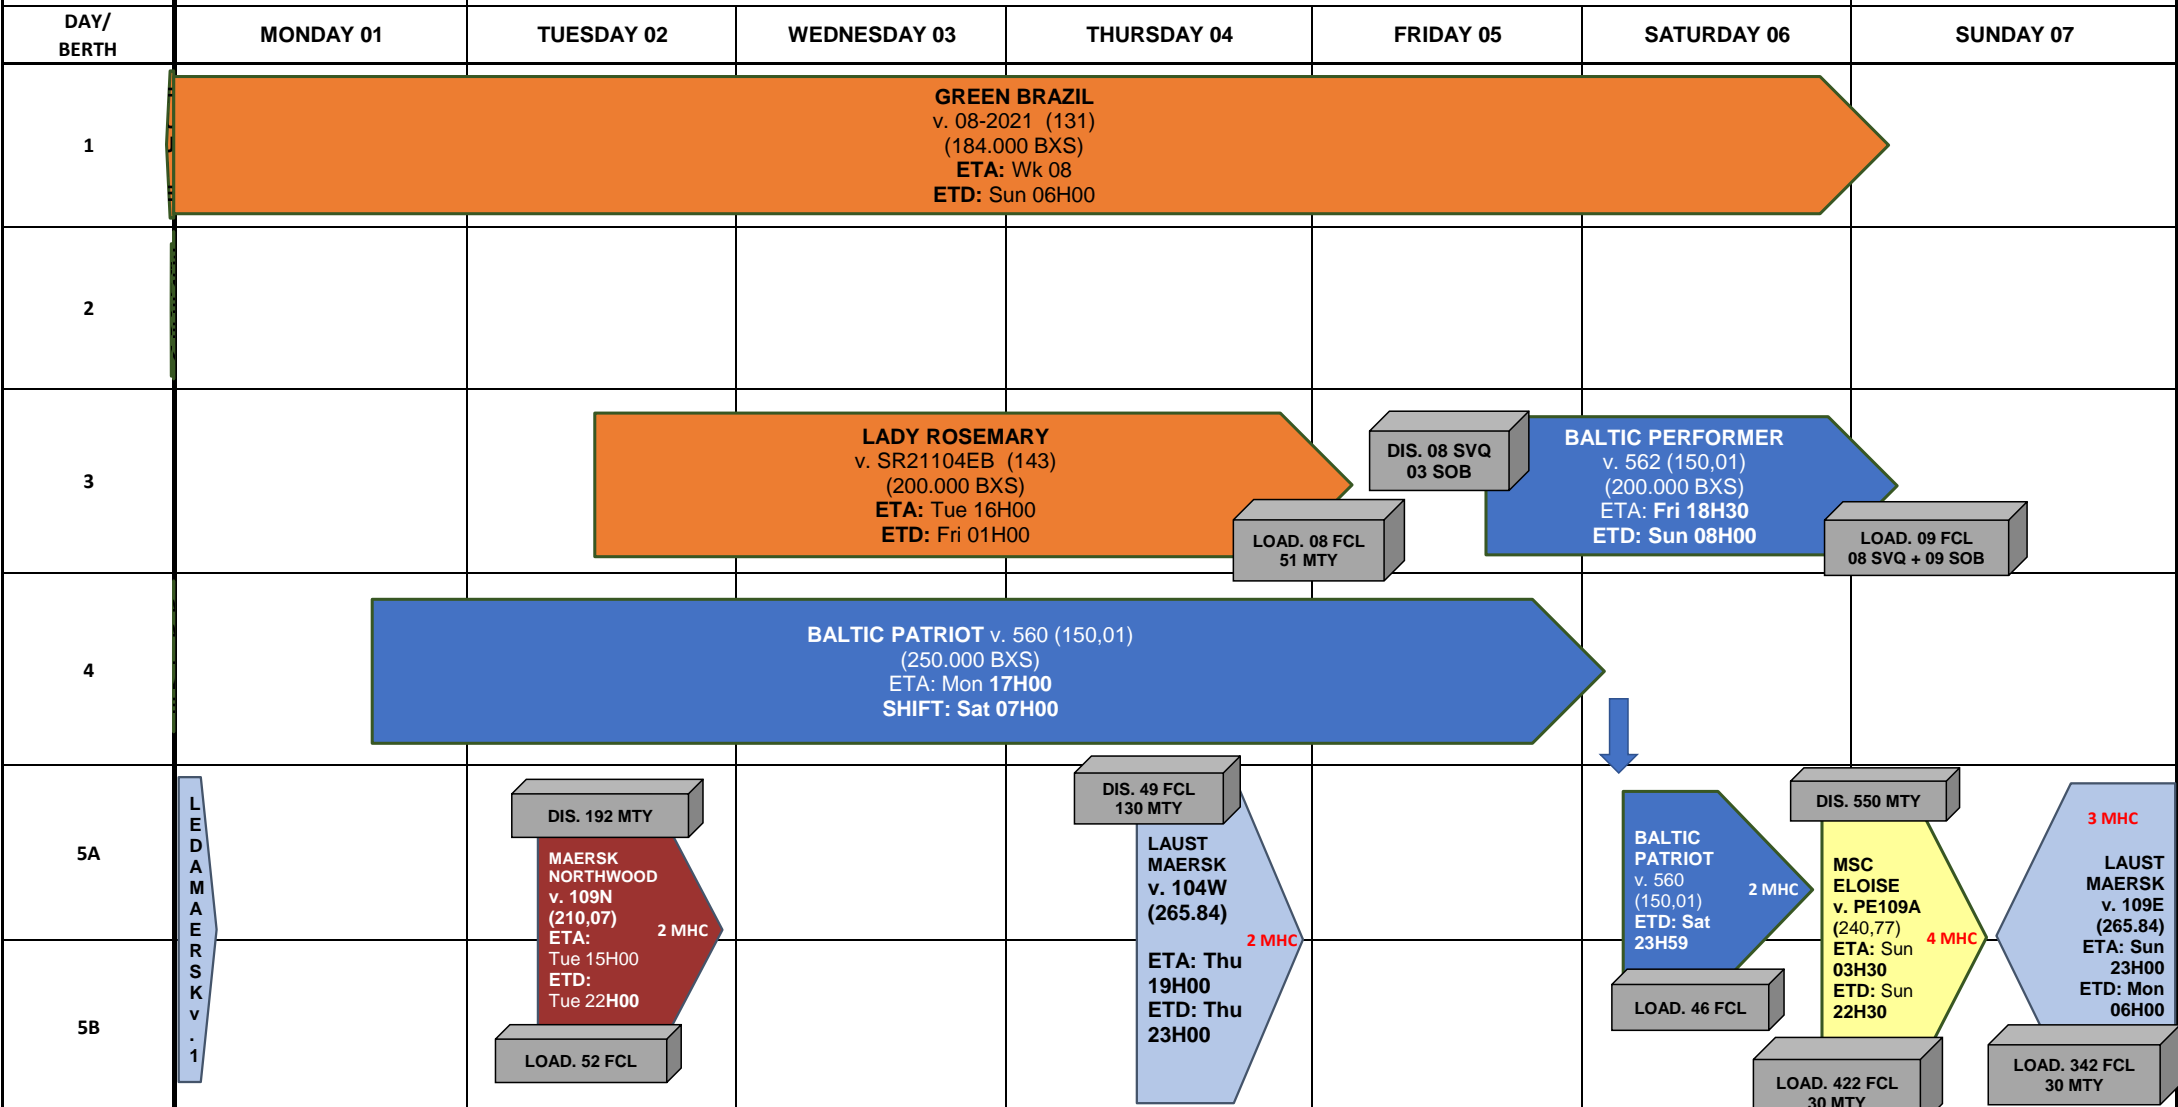 DAY/
BERTH
MONDAY 01
TUESDAY 02
WEDNESDAY 03
THURSDAY 04
FRIDAY 05
SATURDAY 06
SUNDAY 07
1
GREEN BRAZIL
v. 08-2021 (131)
(184.000 BXS)
ETA: Wk 08
ETD: Sun 06H00
2
3
LADY ROSEMARY
v. SR21104EB (143)
(200.000 BXS)
ETA: Tue 16H00
ETD: Fri 01H00
LOAD. 08 FCL
51 MTY
DIS. 08 SVQ
03 SOB
BALTIC PERFORMER
v. 562 (150,01)
(200.000 BXS)
ETA: Fri 18H30
ETD: Sun 08H00
LOAD. 09 FCL
08 SVQ + 09 SOB
4
BALTIC PATRIOT v. 560 (150,01)
(250.000 BXS)
ETA: Mon 17H00
SHIFT: Sat 07H00
5A
5B
L
E
D
A
M
A
E
R
S
K
v
.
1
DIS. 192 MTY
MAERSK
NORTHWOOD
v. 109N
(210,07)
ETA:
Tue 15H00
ETD:
Tue 22H00
2 MHC
LOAD. 52 FCL
DIS. 49 FCL
130 MTY
LAUST
MAERSK
v. 104W
(265.84)
ETA: Thu
19H00
ETD: Thu
23H00
2 MHC
BALTIC
PATRIOT
v. 560
(150,01)
ETD: Sat
23H59
2 MHC
LOAD. 46 FCL
DIS. 550 MTY
MSC
ELOISE
v. PE109A
(240,77)
ETA: Sun
03H30
ETD: Sun
22H30
4 MHC
LOAD. 422 FCL
30 MTY
3 MHC
LAUST
MAERSK
v. 109E
(265.84)
ETA: Sun
23H00
ETD: Mon
06H00
LOAD. 342 FCL
30 MTY